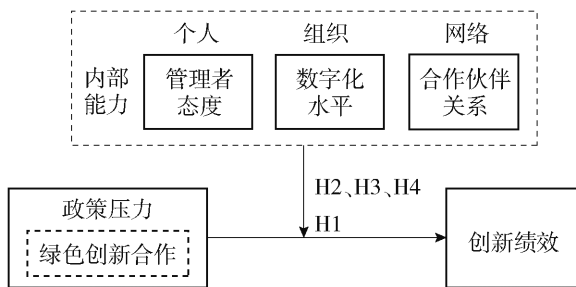 个人 组织 网络
内部
能力
管理者
态度
数字化
水平
合作伙伴
关系
H2、H3、H4
政策压力
绿色创新合作
H1
创新绩效